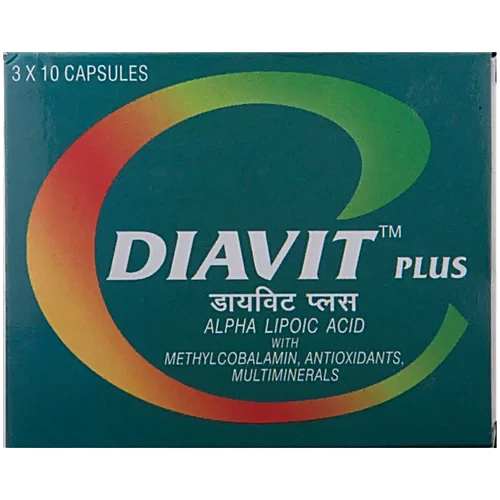 3 X 10 CAPSULES
DIAVIT™ PLUS
डायविट प्लस
ALPHA LIPOIC ACID
WITH
METHYLCOBALAMIN, ANTIOXIDANTS,
MULTIMINERALS